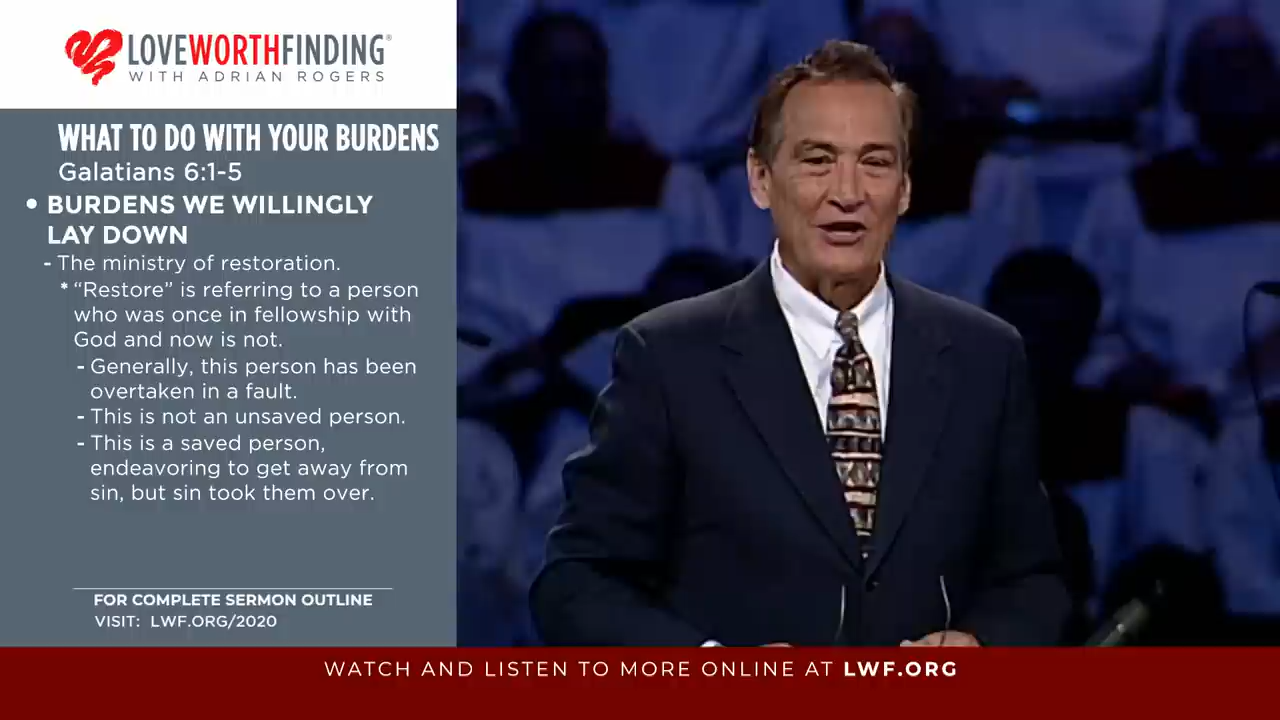 LOVEWORTHFINDING®
WITH ADRIAN ROGERS
WHAT TO DO WITH YOUR BURDENS
Galatians 6:1-5
• BURDENS WE WILLINGLY
LAY DOWN
- The ministry of restoration.
* “Restore” is referring to a person
who was once in fellowship with
God and now is not.
- Generally, this person has been
overtaken in a fault.
- This is not an unsaved person.
- This is a saved person,
endeavoring to get away from
sin, but sin took them over.
FOR COMPLETE SERMON OUTLINE
VISIT: LWF.ORG/2020
WATCH AND LISTEN TO MORE ONLINE AT LWF.ORG